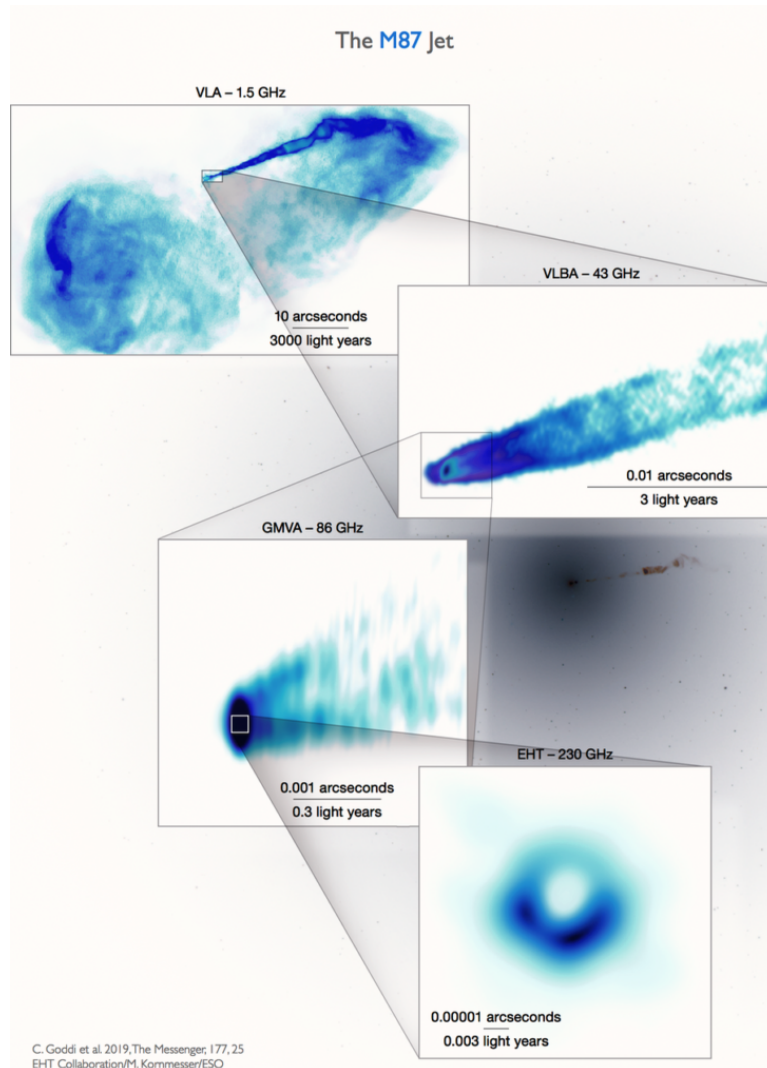 The M87 Jet
VLA – 1.5 GHz
10 arcseconds
3000 light years
VLBA – 43 GHz
0.01 arcseconds
3 light years
GMVA – 86 GHz
0.001 arcseconds
0.3 light years
EHT – 230 GHz
0.00001 arcseconds
0.003 light years
C. Goddi et al. 2019, The Messenger, 177, 25
EHT Collaboration/M. Kornmesser/ESO